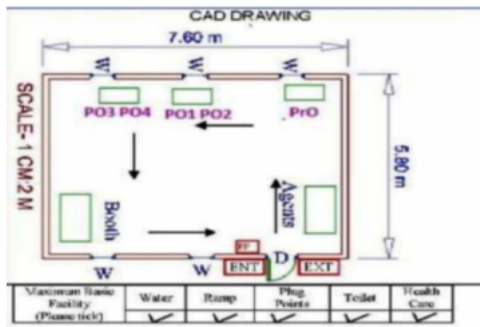 CAD DRAWING
7.60 m
W W W
PO3 PO4 PO1 PO2 PrO
SCALE- 1 CM:2 M
5.80 m
Booth
Agents
PP
ENT D EXT
W W
Maximum Basic Facility (Please tick) Water Ramp Plug Points Toilet Health Care